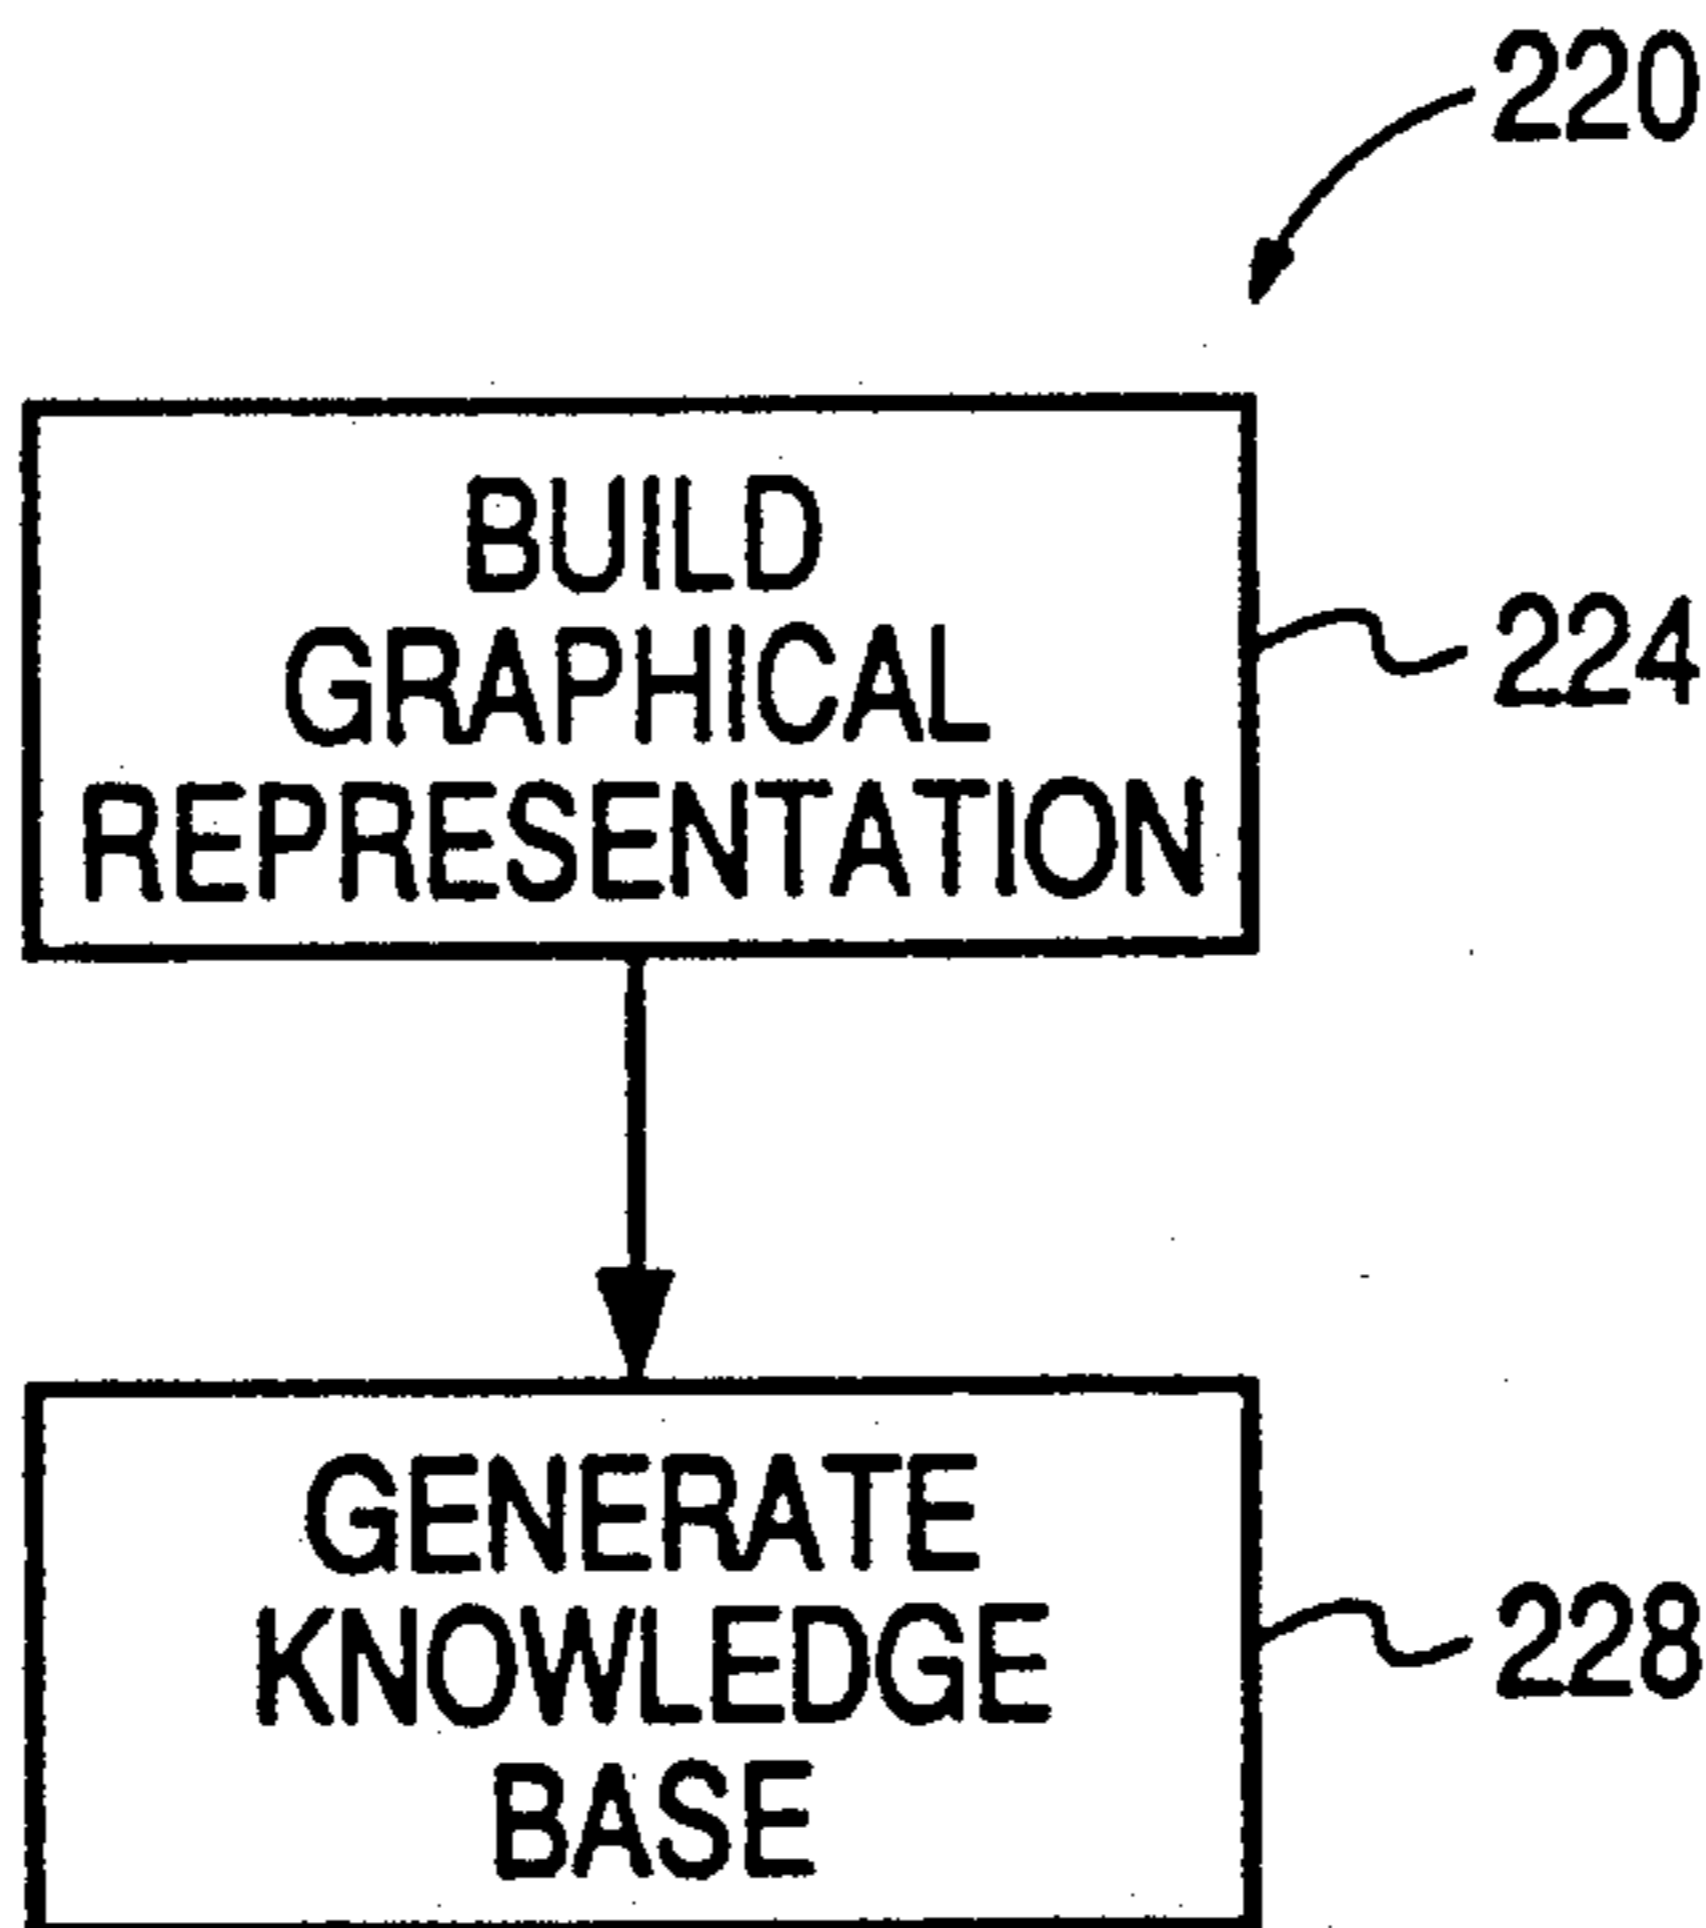 220
BUILD
GRAPHICAL
REPRESENTATION
224
GENERATE
KNOWLEDGE
BASE
228